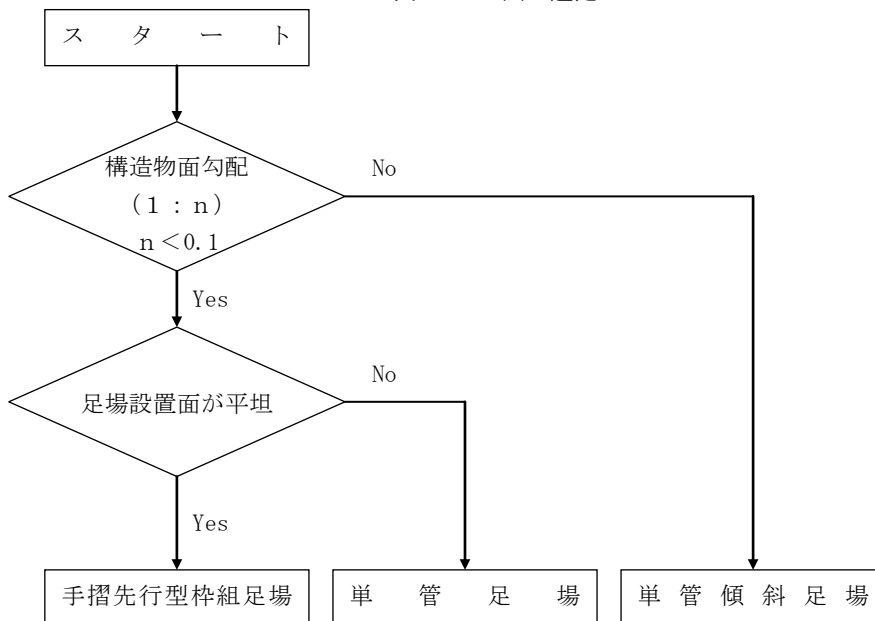 スタート
構造物面勾配
(1:n)
n<0.1
No
Yes
足場設置面が平坦
No
Yes
手摺先行型枠組足場
単管足場
単管傾斜足場